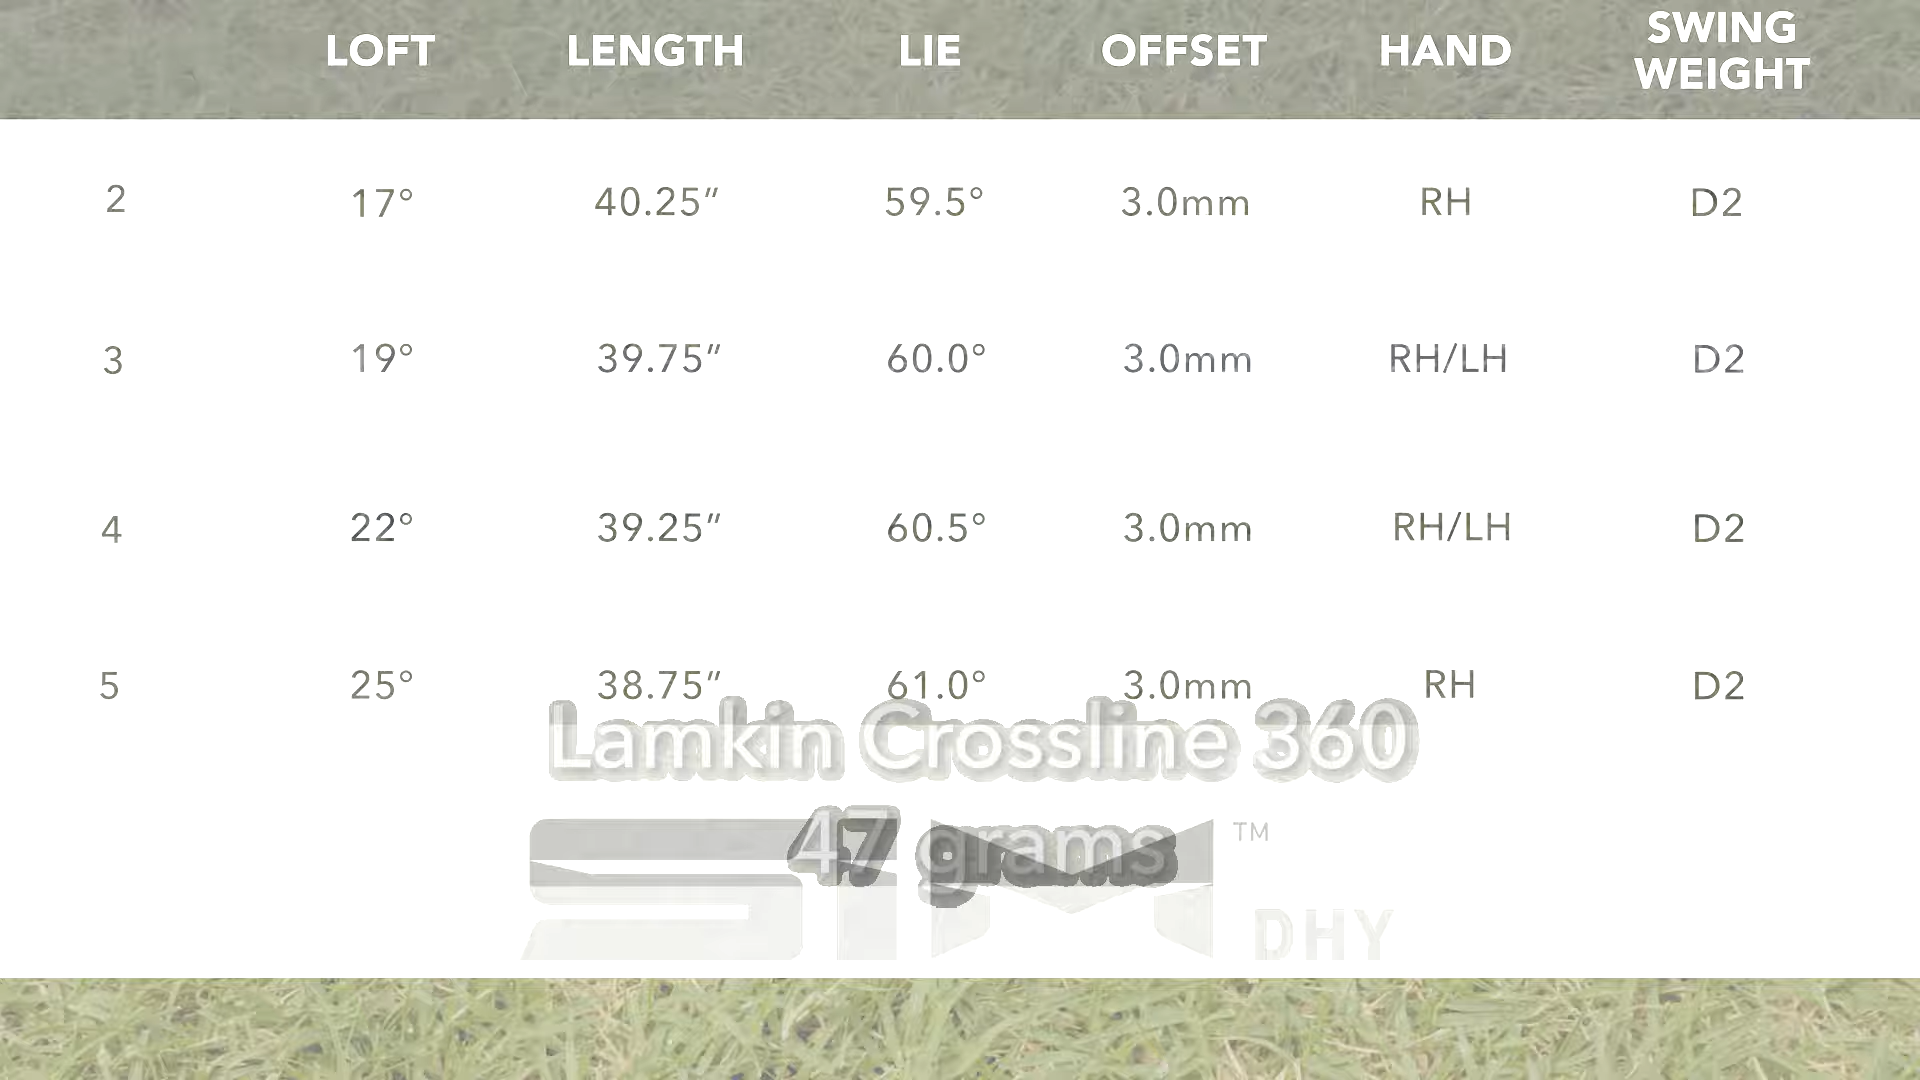 LOFT LENGTH LIE OFFSET HAND SWING WEIGHT
2 17° 40.25" 59.5° 3.0mm RH D2
3 19° 39.75" 60.0° 3.0mm RH/LH D2
4 22° 39.25" 60.5° 3.0mm RH/LH D2
5 25° 38.75" 61.0° 3.0mm RH D2
Lamkin Crossline 360
47 grams
SIM™ DHY